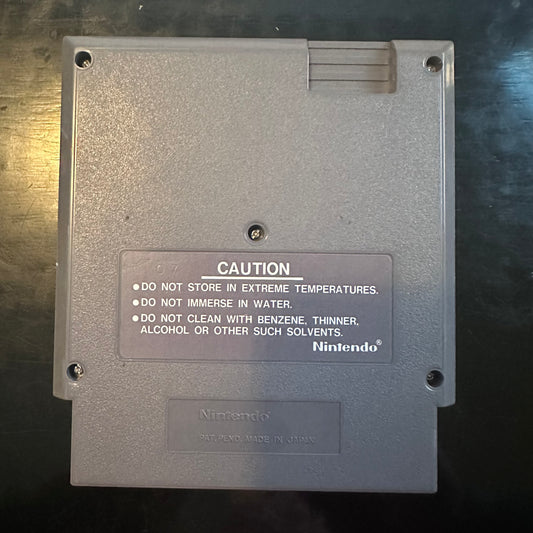 CAUTION
●DO NOT STORE IN EXTREME TEMPERATURES.
●DO NOT IMMERSE IN WATER.
●DO NOT CLEAN WITH BENZENE, THINNER,
ALCOHOL OR OTHER SUCH SOLVENTS.
Nintendo®
Nintendo®
PAT. PEND. MADE IN JAPAN